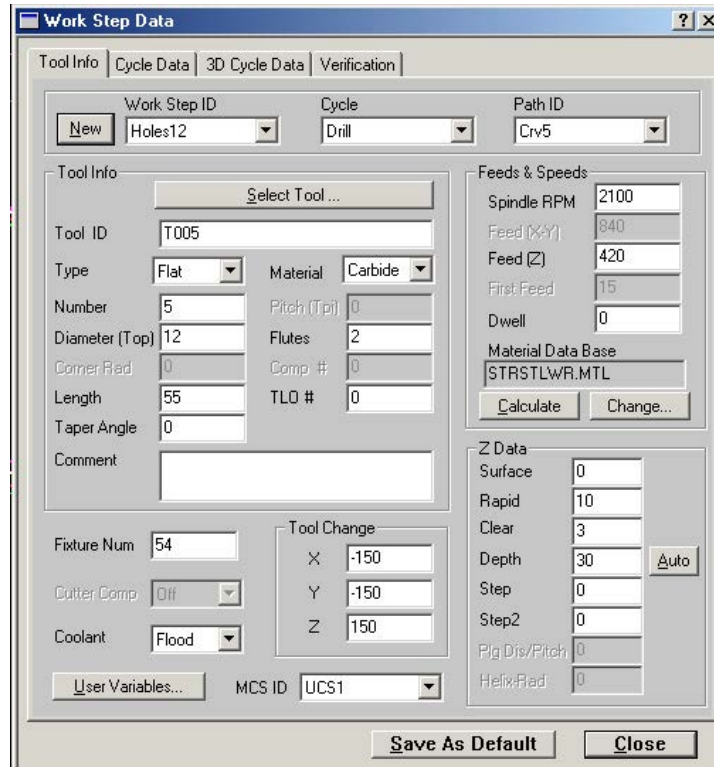 Work Step Data
Tool Info Cycle Data 3D Cycle Data Verification
Work Step ID Cycle Path ID
New Holes12 Drill Crv5
Tool Info
Select Tool ...
Tool ID T005
Type Flat Material Carbide
Number 5 Pitch (Tpi) 0
Diameter (Top) 12 Flutes 2
Corner Rad 0 Comp # 0
Length 55 TLO # 0
Taper Angle 0
Comment
Feeds & Speeds
Spindle RPM 2100
Feed (X-Y) 840
Feed (Z) 420
First Feed 15
Dwell 0
Material Data Base
STRSTLWR.MTL
Calculate Change...
Z Data
Surface 0
Rapid 10
Clear 3
Depth 30 Auto
Step 0
Step2 0
Plg Dis/Pitch 0
Helix-Rad 0
Fixture Num 54
Cutter Comp Off
Coolant Flood
Tool Change
X -150
Y -150
Z 150
User Variables... MCS ID UCS1
Save As Default Close